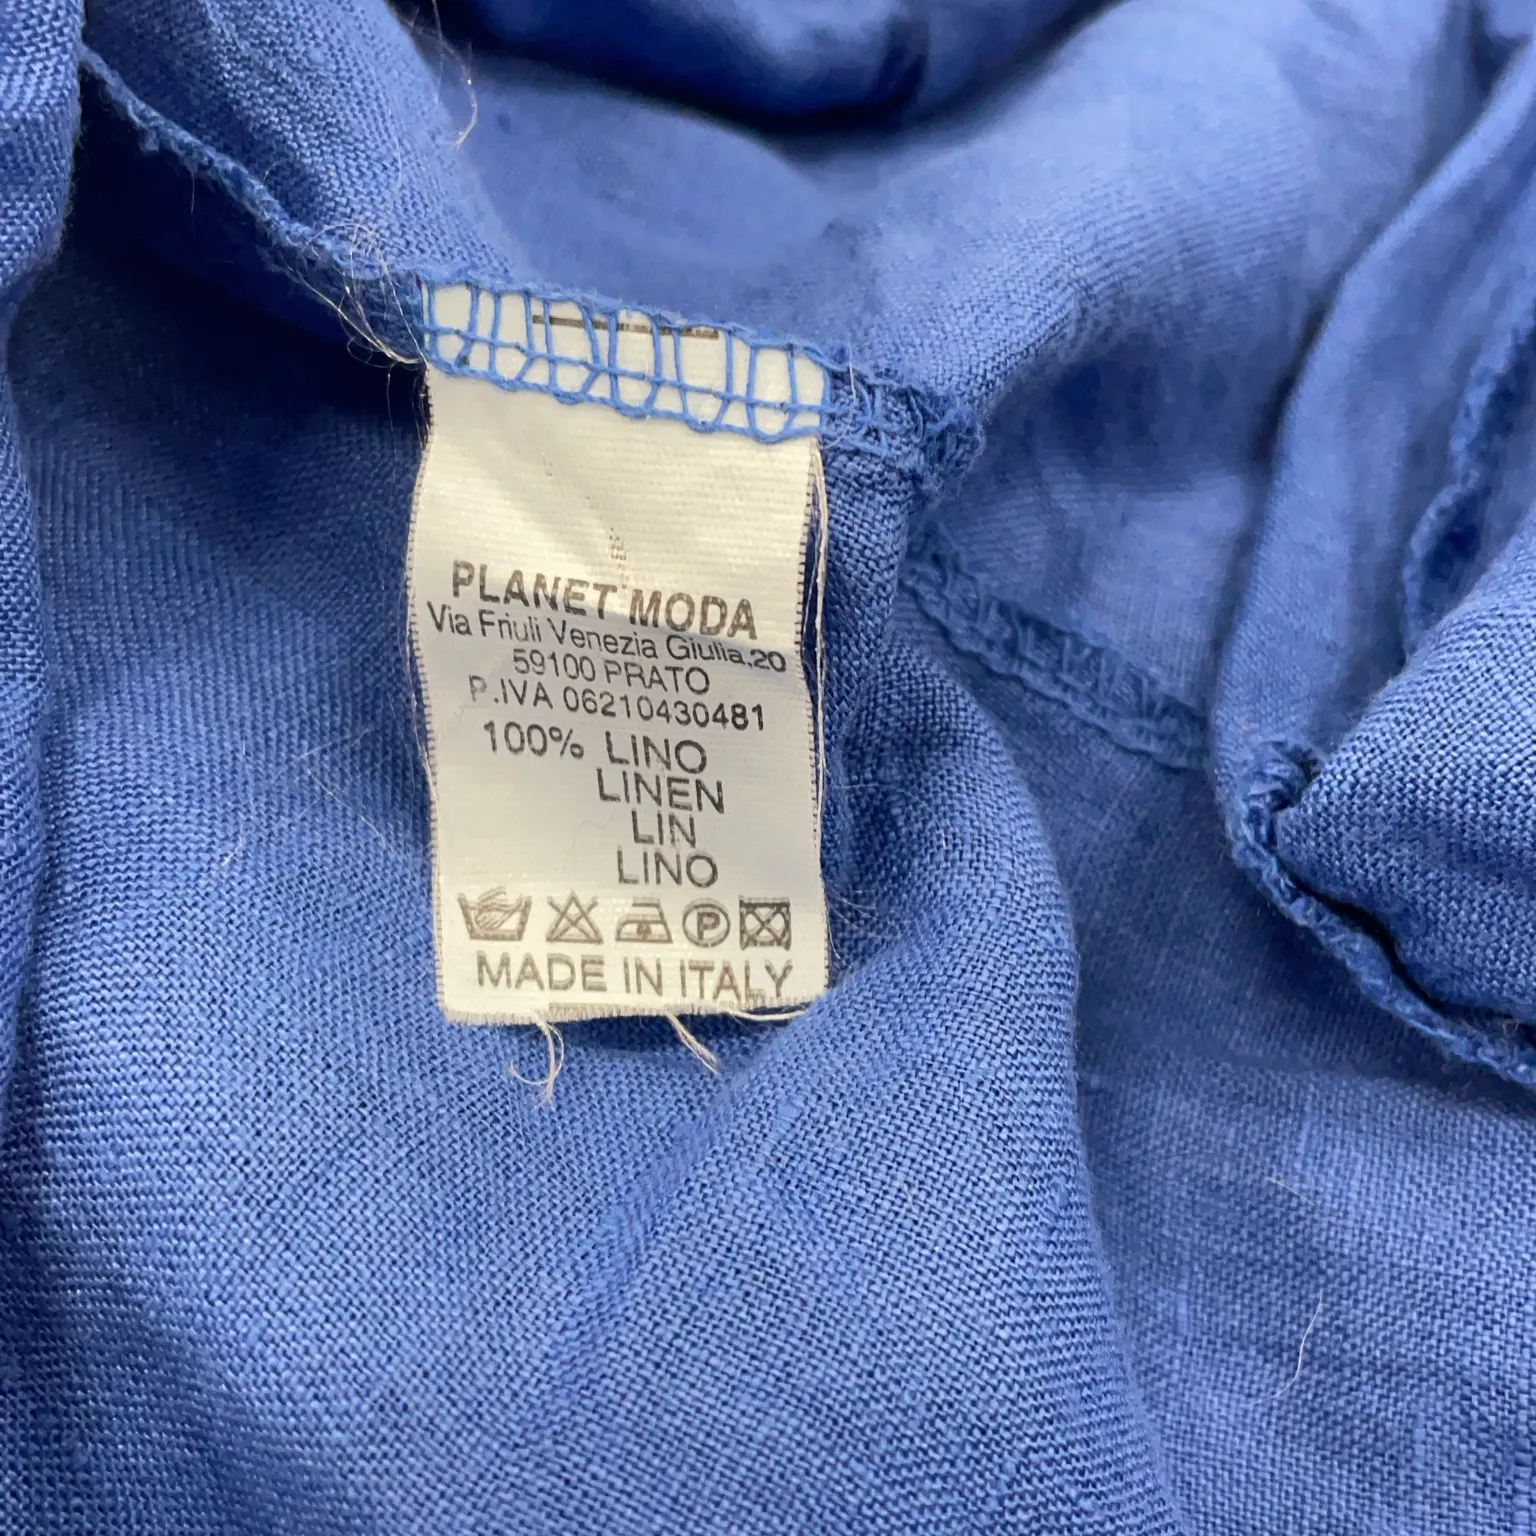 PLANET MODA
Via Friuli Venezia Giulia,20
59100 PRATO
P.IVA 06210430481
100% LINO
LINEN
LIN
LINO
P
MADE IN ITALY